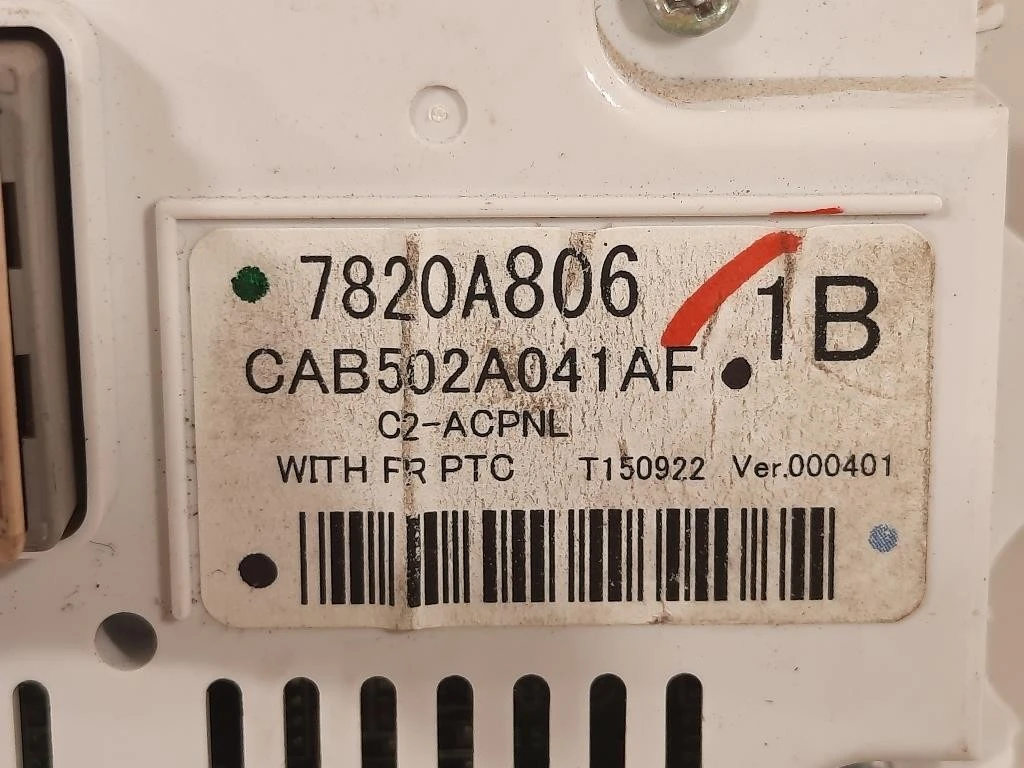 7820A806
1B
CAB502A041AF
C2-ACPNL
WITH FR PTC T150922 Ver.000401